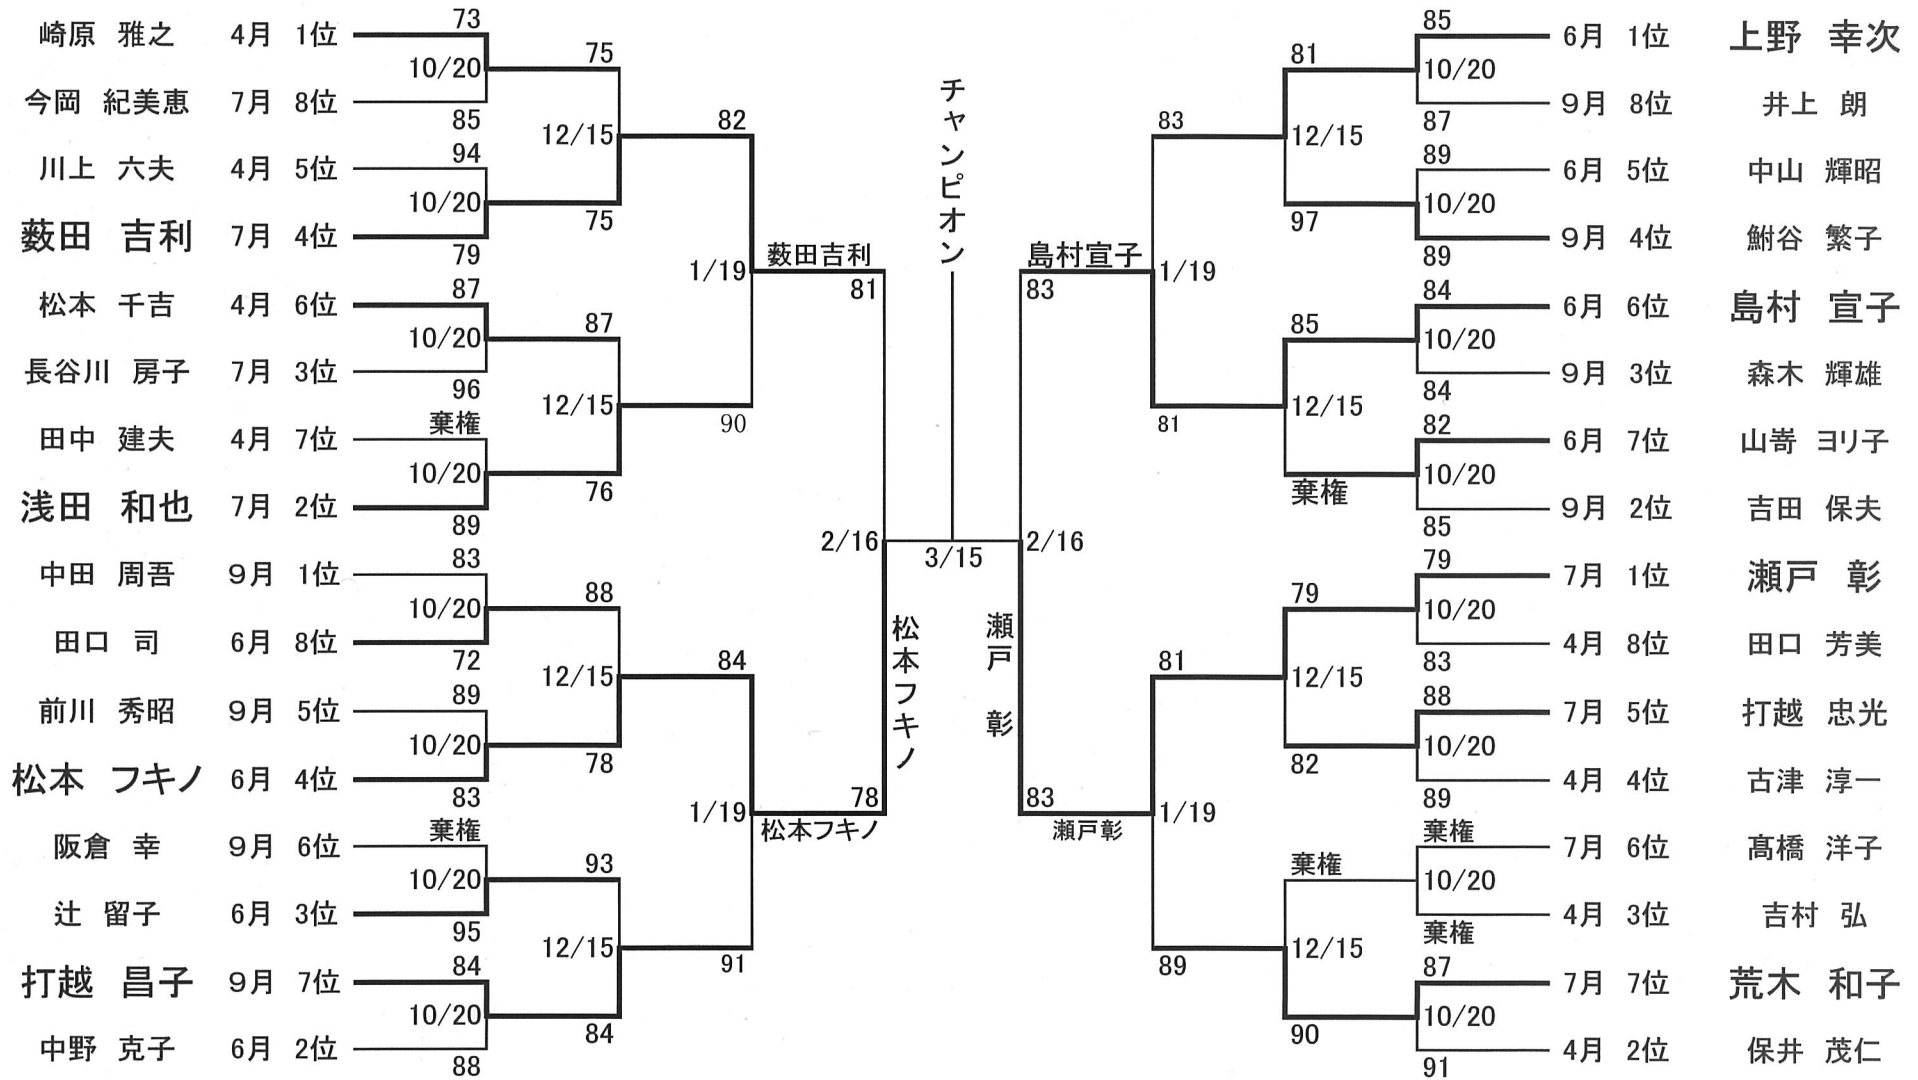 崎原 雅之 4月 1位
73
10/20
今岡 紀美恵 7月 8位
85
75
12/15
川上 六夫 4月 5位
94
10/20
薮田 吉利 7月 4位
79
75
82
1/19
松本 千吉 4月 6位
87
10/20
長谷川 房子 7月 3位
96
87
12/15
田中 建夫 4月 7位
棄権
10/20
浅田 和也 7月 2位
89
76
90
薮田吉利
81
2/16
中田 周吾 9月 1位
83
10/20
田口 司 6月 8位
72
88
12/15
前川 秀昭 9月 5位
89
10/20
松本 フキノ 6月 4位
83
78
84
1/19
阪倉 幸 9月 6位
棄権
10/20
辻 留子 6月 3位
95
93
12/15
打越 昌子 9月 7位
84
10/20
中野 克子 6月 2位
88
84
91
松本フキノ
78
松本フキノ
チャンピオン
3/15
瀬戸 彰
島村宣子
83
2/16
83
瀬戸彰
83
1/19
81
81
12/15
97
85
10/20
87
6月 1位 上野 幸次
9月 8位 井上 朗
89
10/20
89
6月 5位 中山 輝昭
9月 4位 鮒谷 繁子
85
12/15
棄権
84
10/20
84
6月 6位 島村 宣子
9月 3位 森木 輝雄
82
10/20
85
6月 7位 山嵜 ヨリ子
9月 2位 吉田 保夫
81
1/19
89
79
12/15
82
79
10/20
83
7月 1位 瀬戸 彰
4月 8位 田口 芳美
88
10/20
89
7月 5位 打越 忠光
4月 4位 古津 淳一
棄権
12/15
90
棄権
10/20
棄権
7月 6位 髙橋 洋子
4月 3位 吉村 弘
87
10/20
91
7月 7位 荒木 和子
4月 2位 保井 茂仁